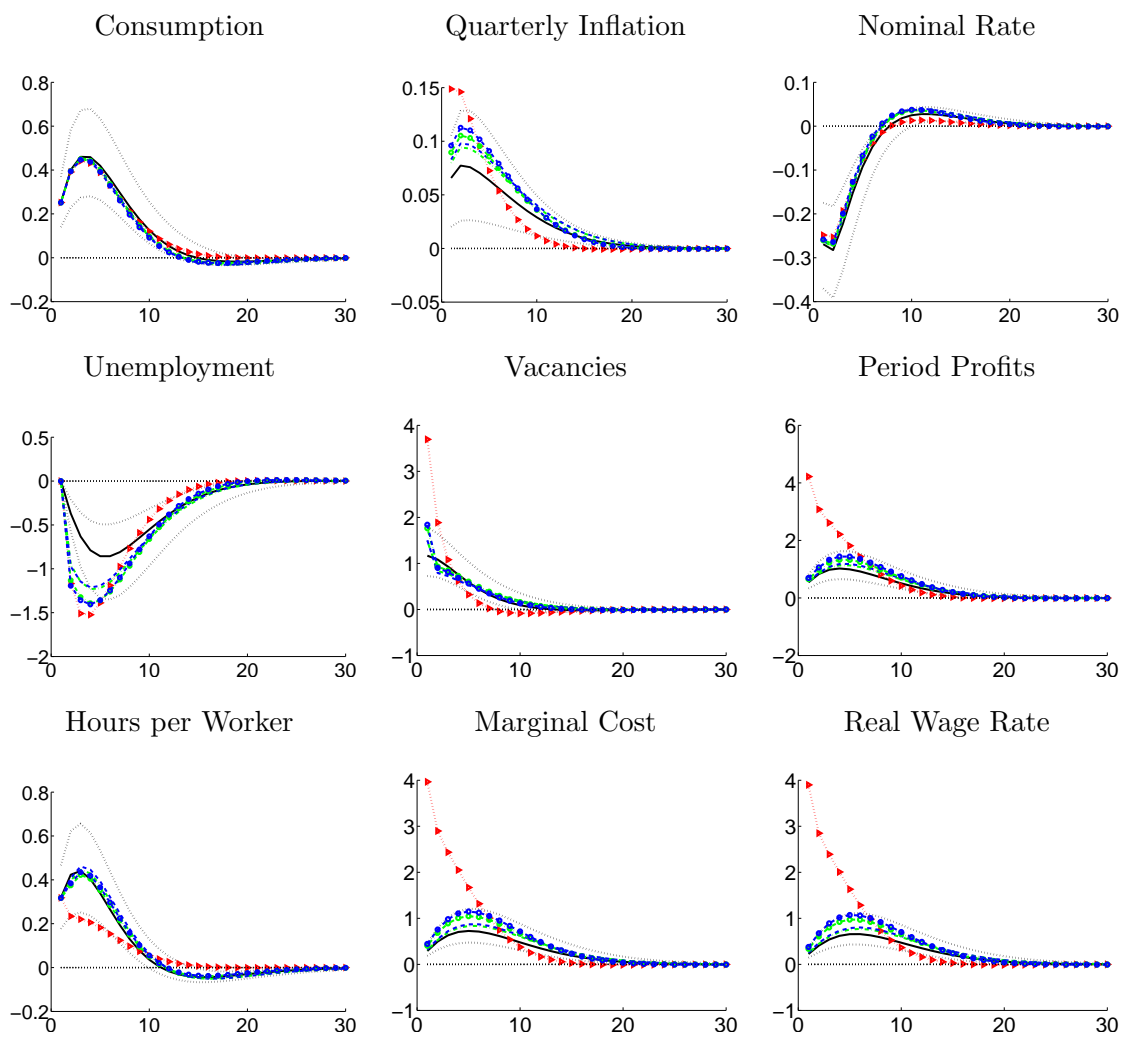 Consumption Quarterly Inflation Nominal Rate
0.8 0.15 0.1
0.6 0
0.1
0.4 −0.1
0.05
0.2 −0.2
0
0 −0.3
−0.2 −0.05 −0.4
0 10 20 30 0 10 20 30 0 10 20 30
Unemployment Vacancies Period Profits
0.5 4 6
0 3
4
−0.5 2
2
−1 1
0
−1.5 0
−2 −1 −2
0 10 20 30 0 10 20 30 0 10 20 30
Hours per Worker Marginal Cost Real Wage Rate
0.8 4 4
0.6 3 3
0.4 2 2
0.2 1 1
0 0 0
−0.2 −1 −1
0 10 20 30 0 10 20 30 0 10 20 30